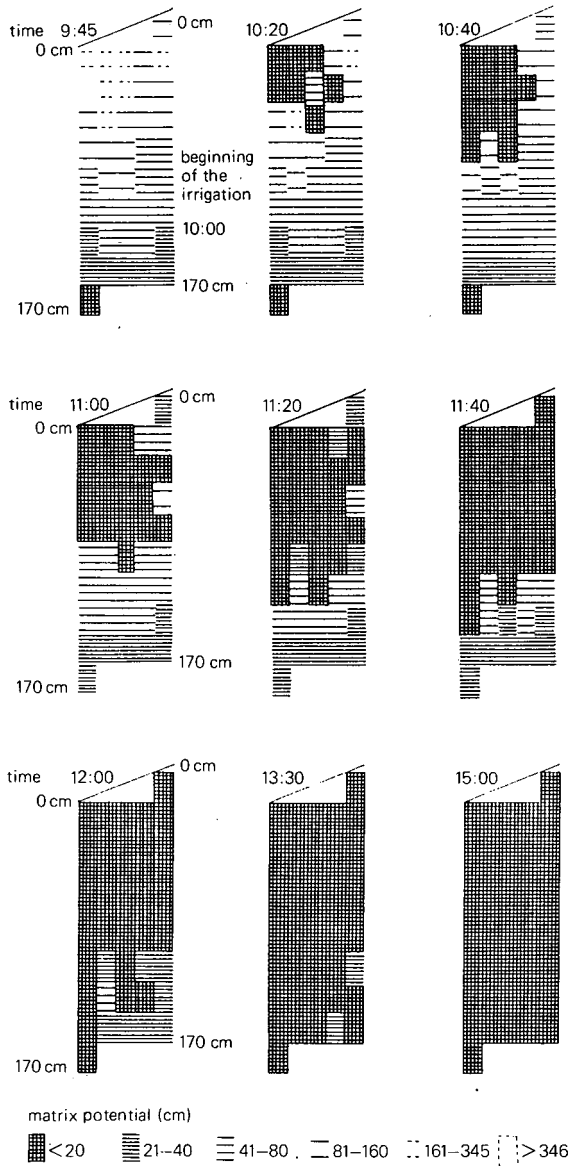 time 9:45
0 cm
0 cm
10:20
10:40
beginning
of the
irrigation
10:00
170 cm
170 cm
time
11:00
0 cm
0 cm
11:20
11:40
170 cm
170 cm
time
12:00
0 cm
0 cm
13:30
15:00
170 cm
170 cm
matrix potential (cm)
<20 21–40 41–80 81–160 161–345 >346